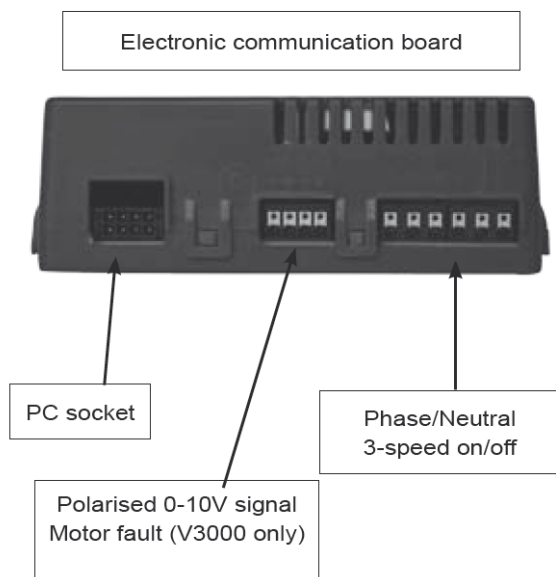 Electronic communication board
PC socket
Phase/Neutral
3-speed on/off
Polarised 0-10V signal
Motor fault (V3000 only)